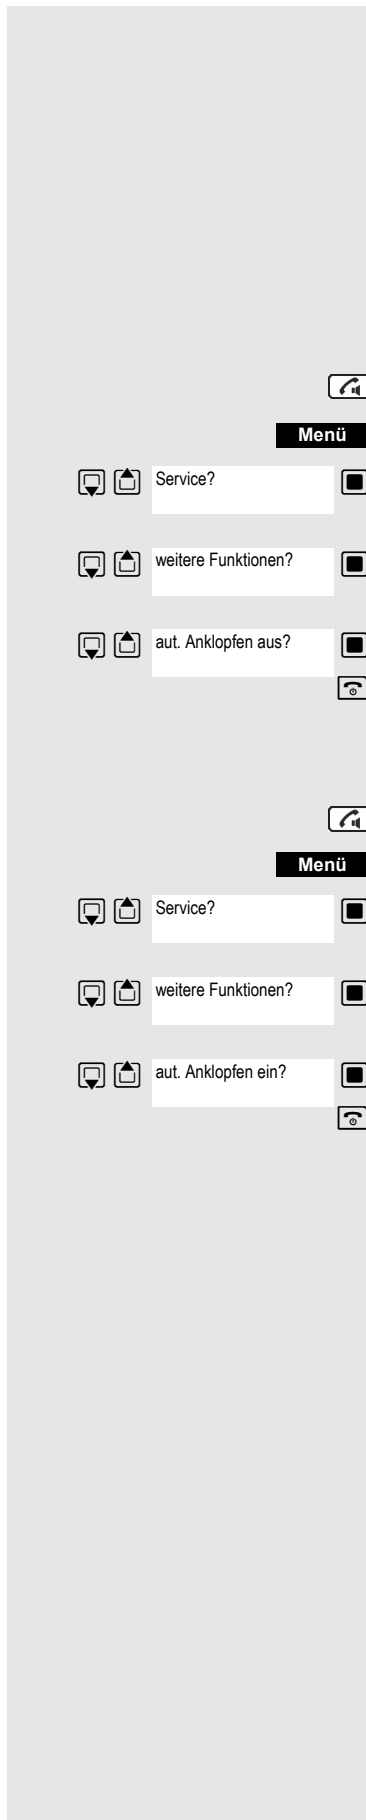 Menü
Service?
weitere Funktionen?
aut. Anklopfen aus?
Menü
Service?
weitere Funktionen?
aut. Anklopfen ein?